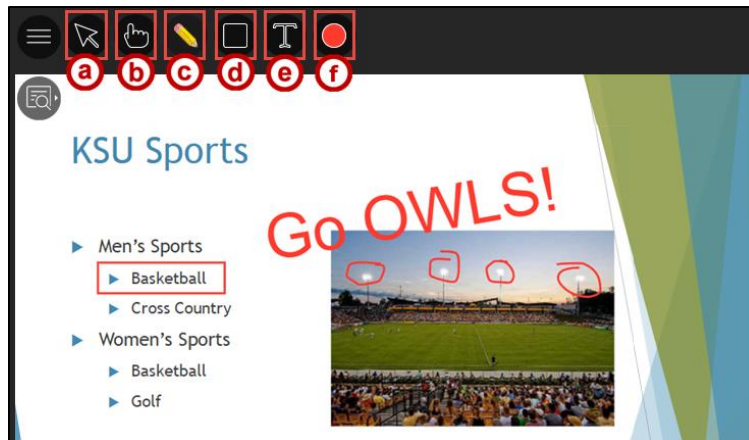 a b c d e f
KSU Sports
Go OWLS!
Men's Sports
Basketball
Cross Country
Women's Sports
Basketball
Golf